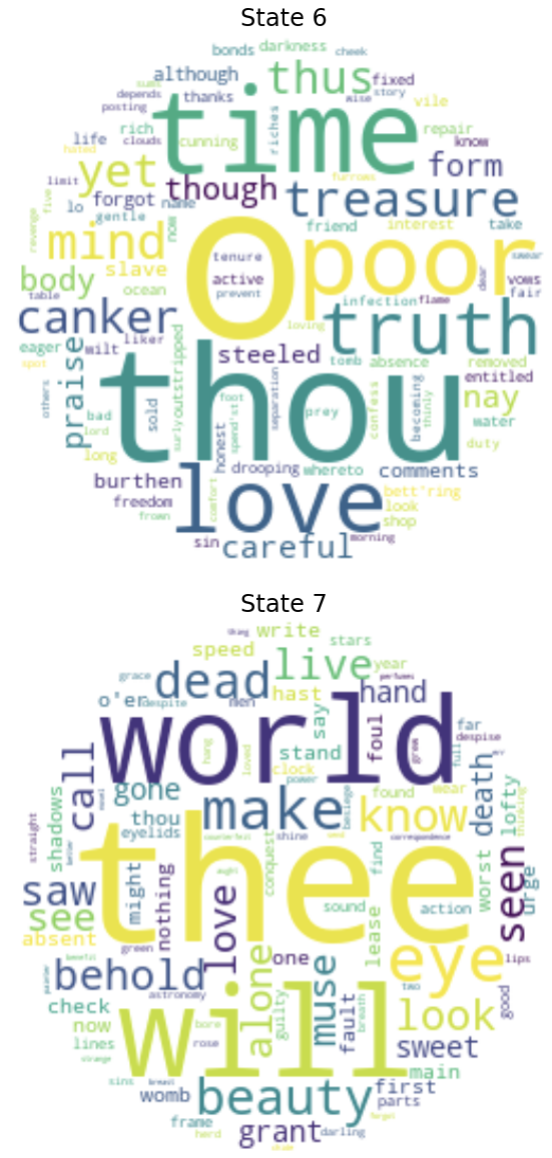 State 6
bonds darkness cheek
although thus fixed
sums depends thanks time wise story vile
posting riches
rich clouds cunning repair
life know
hated yet furrows form
limit forgot though treasure
five lo name
gentle now friend interest take
revenge mind o poor swear
tenure
slave active dear vows
body prevent fair
table ocean infection flame
loving
canker truth
eager liker steeled
spot wilt thou tomb absence removed
others praise surly outstripped entitled
foot separation becoming nay
bad sold spend'st prey confess thinly water
lord honest duty
long drooping whereto comments
burthen love bett'ring
freedom comfort look
frown shop
sin careful morning
State 7
thing write
speed live stars
grace dead year
perfumes
o'er despite men hast hand
world say foul far
call hang loved stand grew full despise
clock
gone power found wear death
shadows make besiege know lofty
novel thou thinking
straight eyelids counterfeit shine correspondence
thee seen
saw might nothing love aught conquest find worst urge
see sound lease action
absent green one eye lips
benefit
behold alone muse two
painter astronomy look good
check will guilty fault breath
now bore
lines rose sweet
strange
sins breast main
womb beauty first
parts
frame grant darling
herd forgot
shade